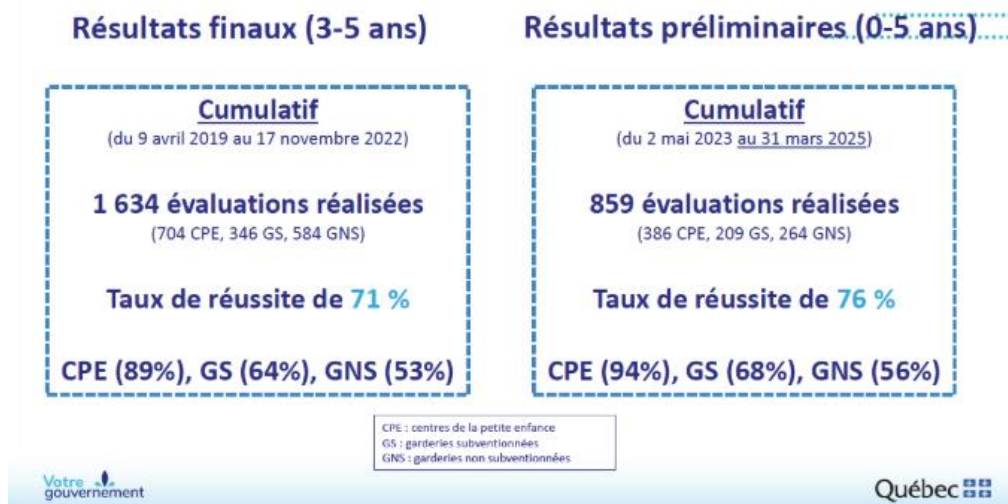 Résultats finaux (3-5 ans)
Cumulatif
(du 9 avril 2019 au 17 novembre 2022)
1 634 évaluations réalisées
(704 CPE, 346 GS, 584 GNS)
Taux de réussite de 71 %
CPE (89%), GS (64%), GNS (53%)
Résultats préliminaires (0-5 ans)
Cumulatif
(du 2 mai 2023 au 31 mars 2025)
859 évaluations réalisées
(386 CPE, 209 GS, 264 GNS)
Taux de réussite de 76 %
CPE (94%), GS (68%), GNS (56%)
CPE : centres de la petite enfance
GS : garderies subventionnées
GNS : garderies non subventionnées
Votre
gouvernement
Québec